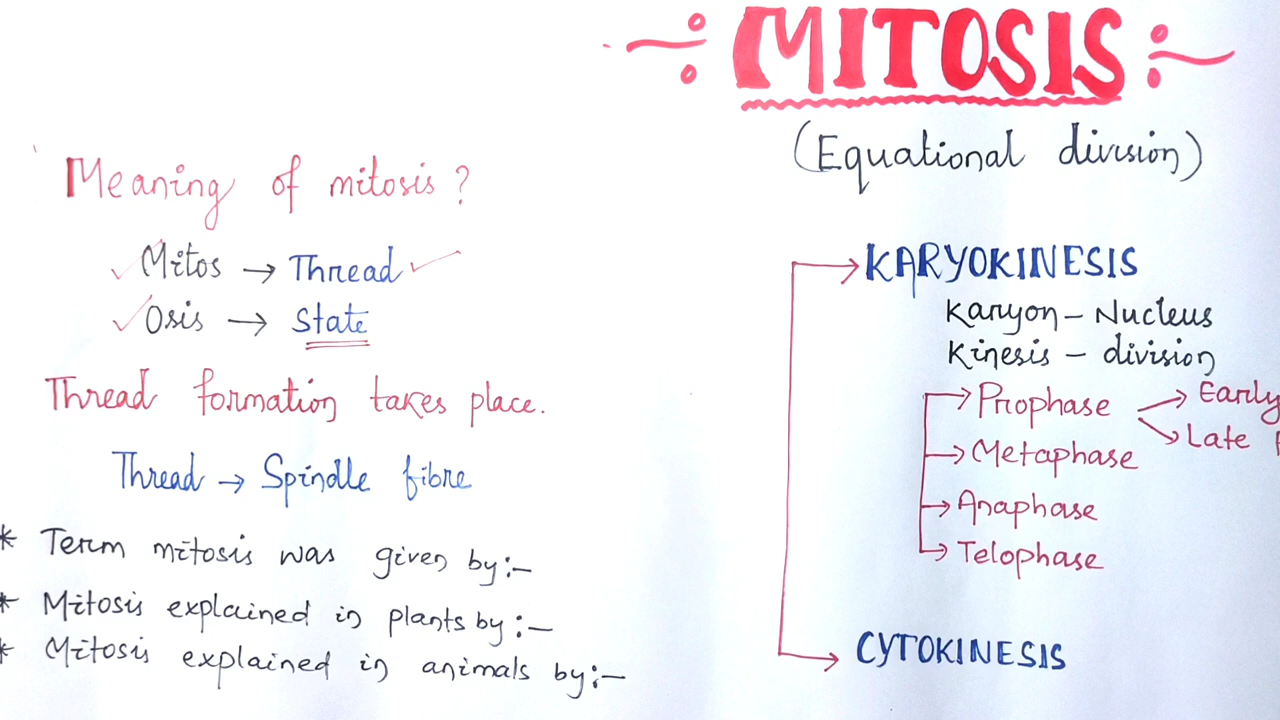 MITOSIS
(Equational division)
Meaning of mitosis ?
Mitos → Thread
Osis → State
Thread formation takes place.
Thread → Spindle fibre
* Term mitosis was given by:-
* Mitosis explained in plants by:-
* Mitosis explained in animals by:-
KARYOKINESIS
Karyon - Nucleus
Kinesis - division
Prophase → Early
→ Late
→ Metaphase
→ Anaphase
→ Telophase
CYTOKINESIS